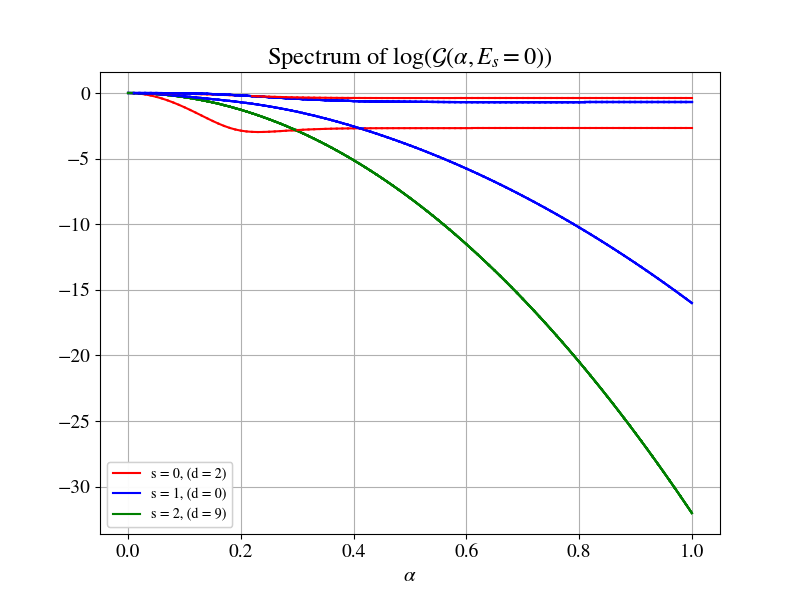 Spectrum of log(𝒢(α, E_s = 0))
0
−5
−10
−15
−20
−25
−30
s = 0, (d = 2)
s = 1, (d = 0)
s = 2, (d = 9)
0.0 0.2 0.4 0.6 0.8 1.0
α